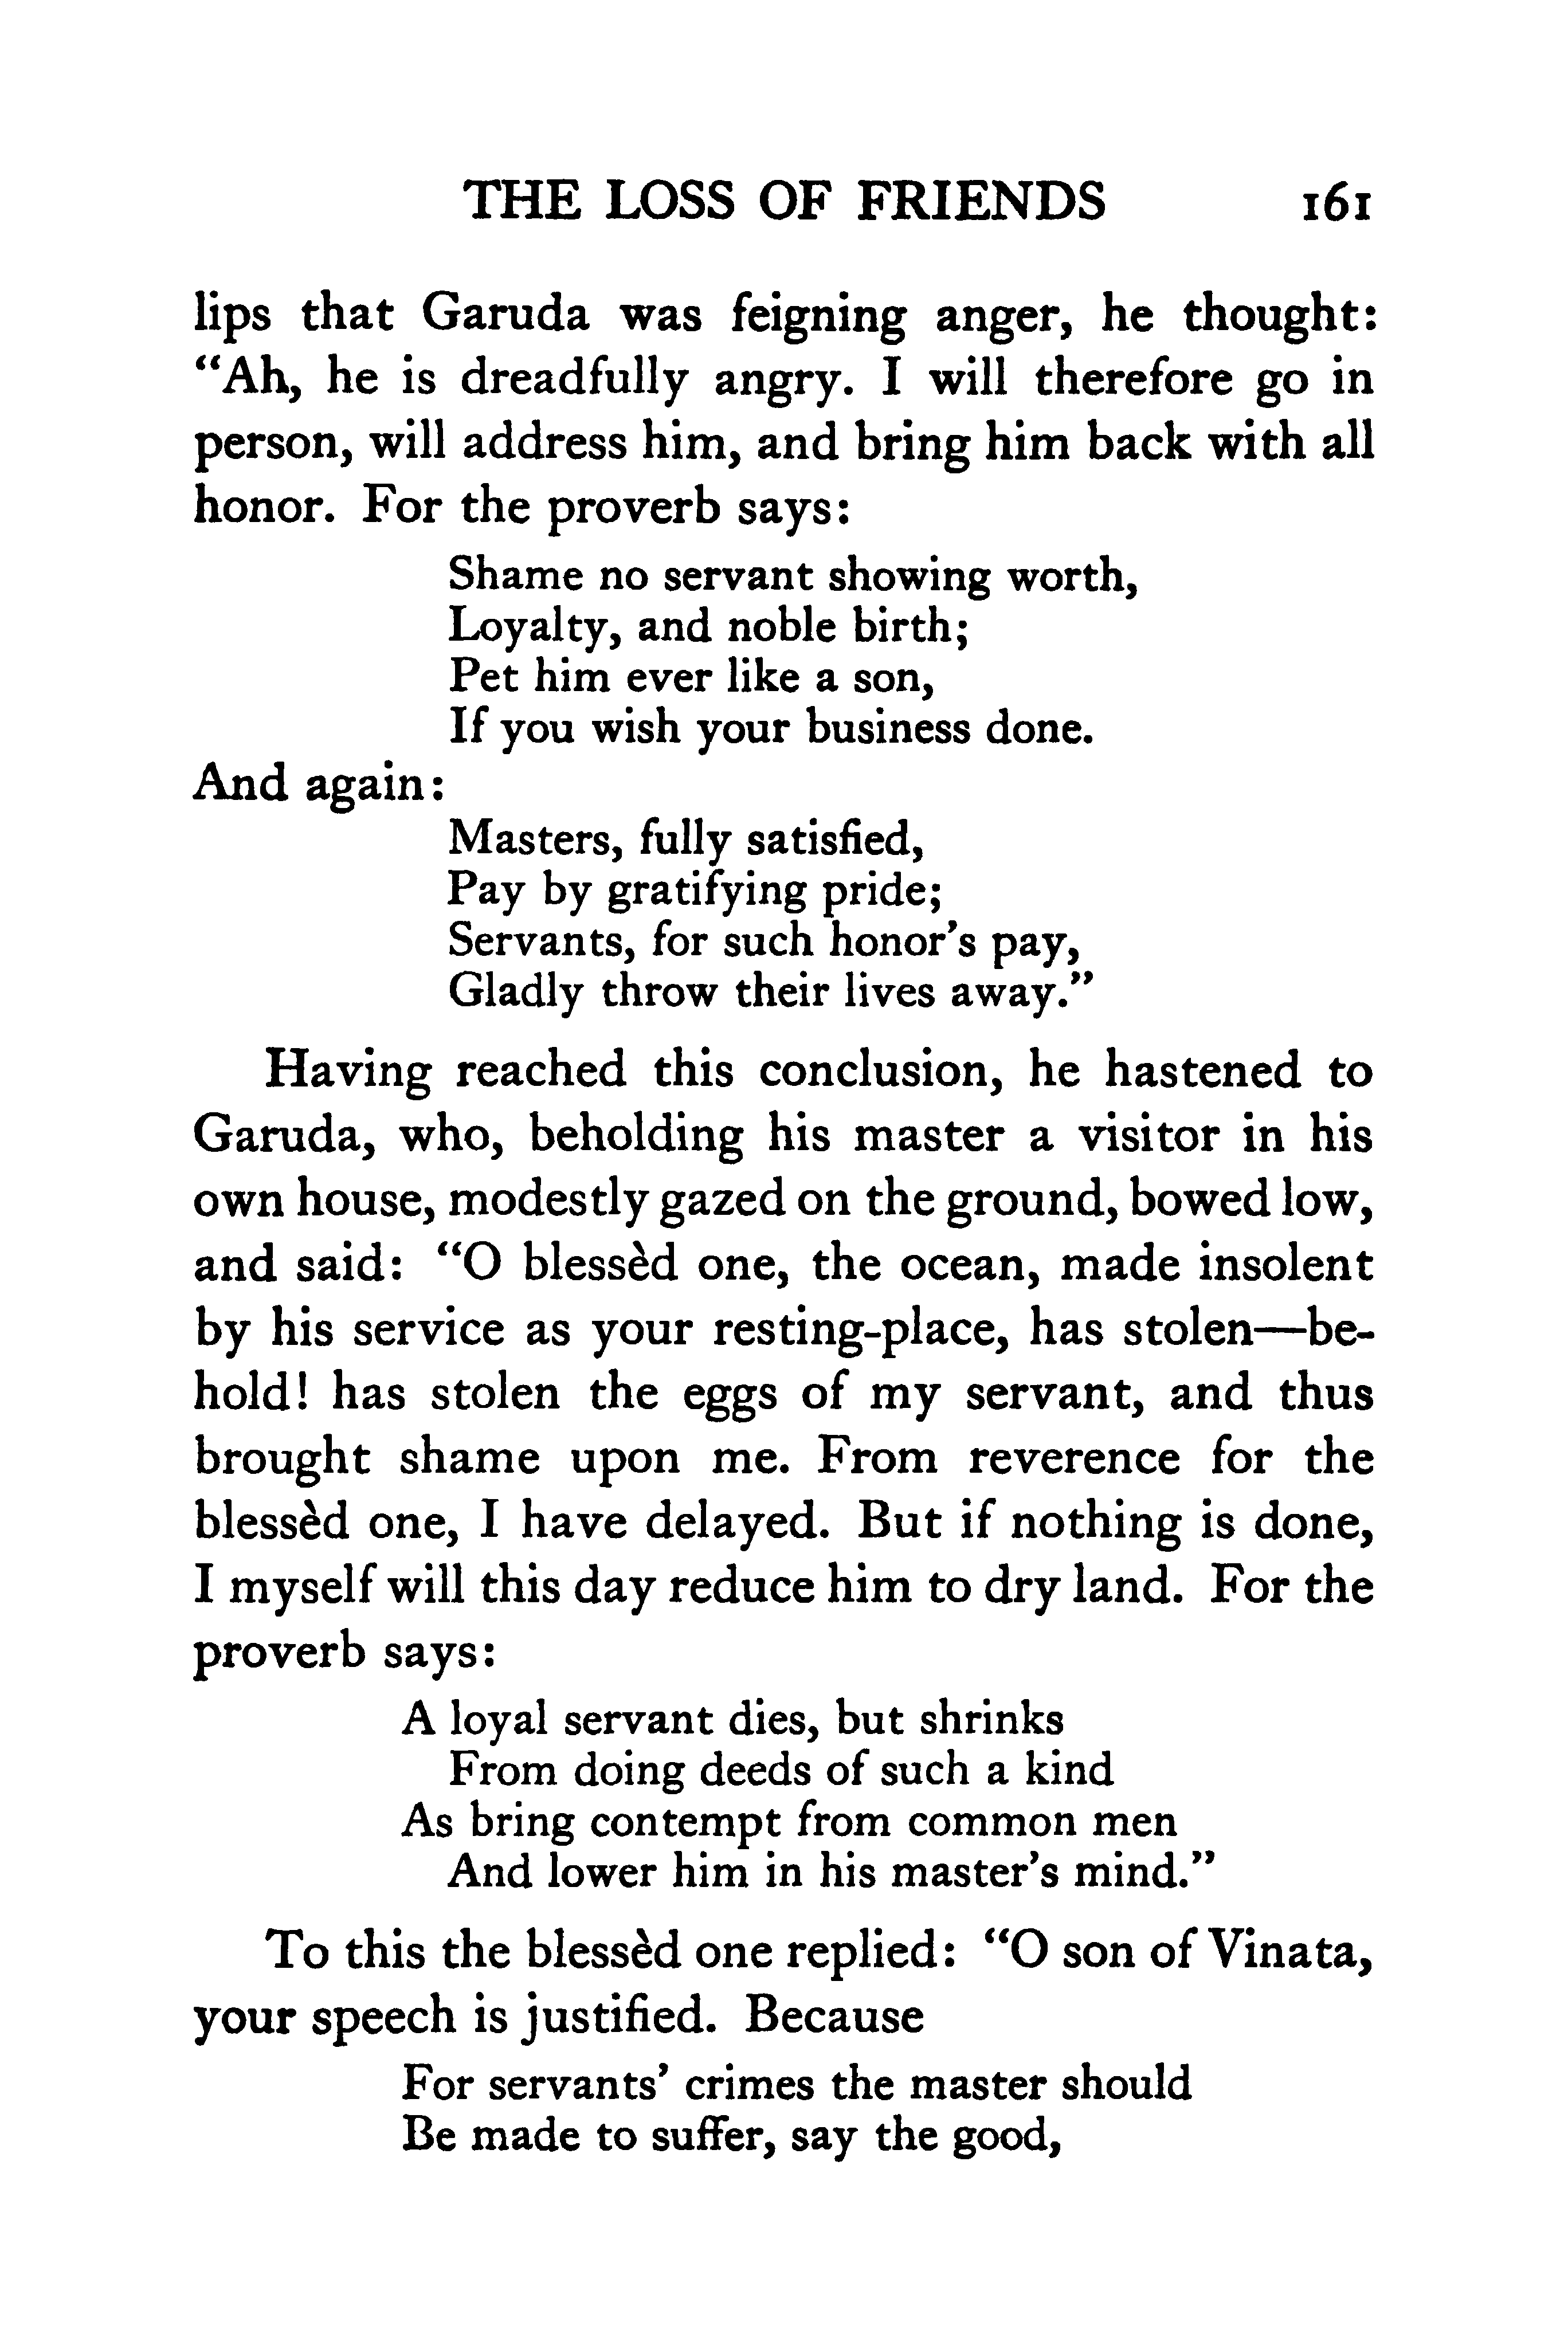 THE LOSS OF FRIENDS 161
lips that Garuda was feigning anger, he thought:
“Ah, he is dreadfully angry. I will therefore go in
person, will address him, and bring him back with all
honor. For the proverb says:
Shame no servant showing worth,
Loyalty, and noble birth;
Pet him ever like a son,
If you wish your business done.
And again:
Masters, fully satisfied,
Pay by gratifying pride;
Servants, for such honor’s pay,
Gladly throw their lives away.”
Having reached this conclusion, he hastened to
Garuda, who, beholding his master a visitor in his
own house, modestly gazed on the ground, bowed low,
and said: “O blessèd one, the ocean, made insolent
by his service as your resting-place, has stolen—be-
hold! has stolen the eggs of my servant, and thus
brought shame upon me. From reverence for the
blessèd one, I have delayed. But if nothing is done,
I myself will this day reduce him to dry land. For the
proverb says:
A loyal servant dies, but shrinks
From doing deeds of such a kind
As bring contempt from common men
And lower him in his master’s mind.”
To this the blessèd one replied: “O son of Vinata,
your speech is justified. Because
For servants’ crimes the master should
Be made to suffer, say the good,